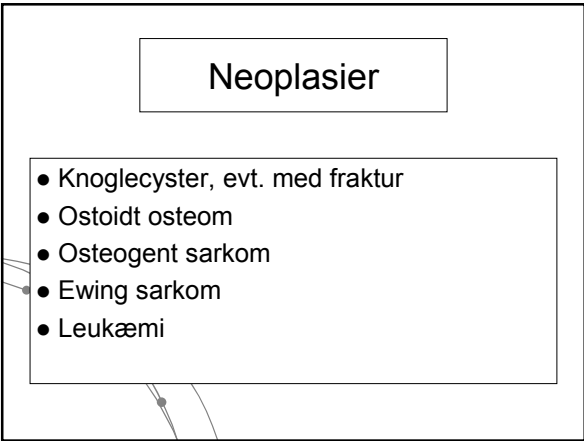 Neoplasier
● Knoglecyster, evt. med fraktur
● Ostoidt osteom
● Osteogent sarkom
● Ewing sarkom
● Leukæmi